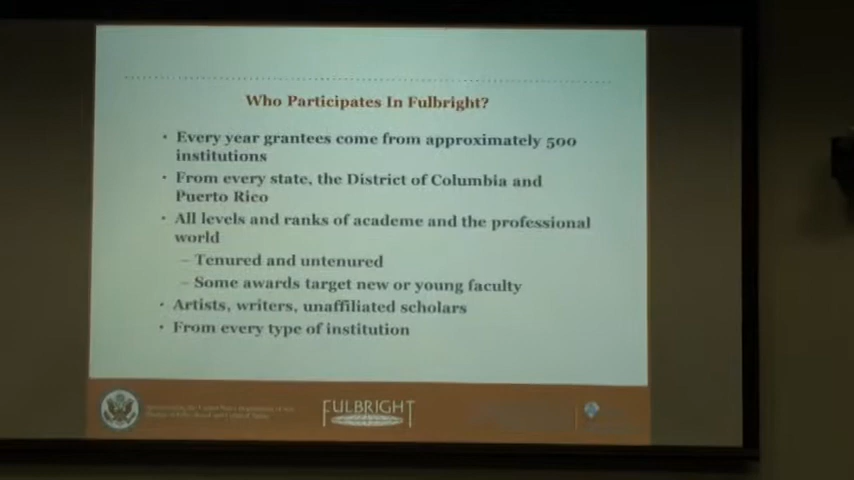 Who Participates In Fulbright?
• Every year grantees come from approximately 500
institutions
• From every state, the District of Columbia and
Puerto Rico
• All levels and ranks of academe and the professional
world
– Tenured and untenured
– Some awards target new or young faculty
• Artists, writers, unaffiliated scholars
• From every type of institution
FULBRIGHT